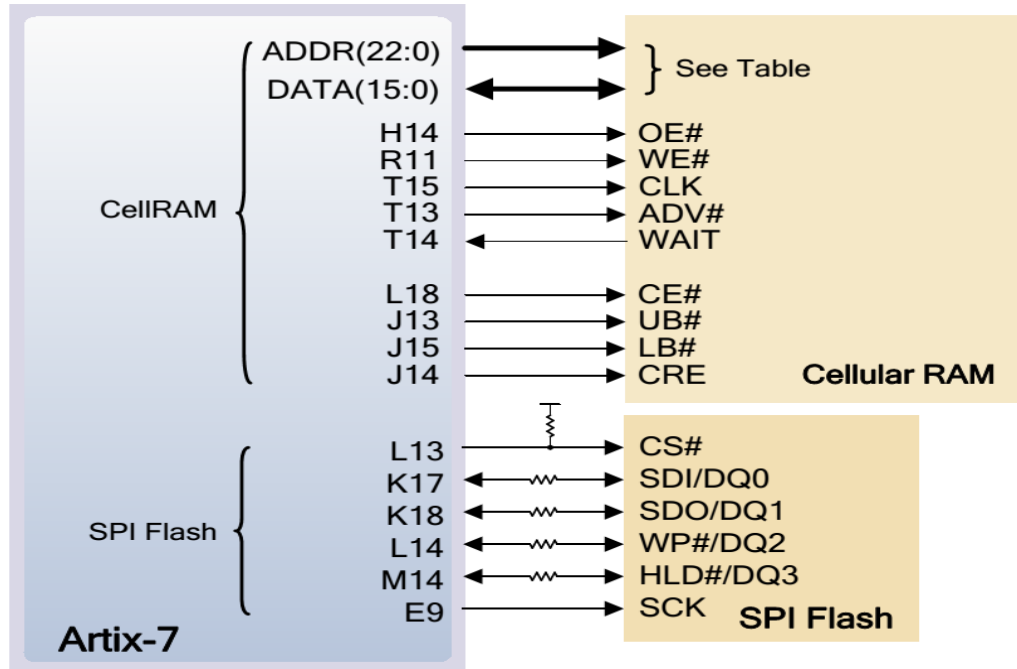 ADDR(22:0)
DATA(15:0)
See Table
H14 OE#
R11 WE#
T15 CLK
CellRAM
T13 ADV#
T14 WAIT
L18 CE#
J13 UB#
J15 LB#
J14 CRE
Cellular RAM
L13 CS#
K17 SDI/DQ0
K18 SDO/DQ1
SPI Flash
L14 WP#/DQ2
M14 HLD#/DQ3
E9 SCK
SPI Flash
Artix-7